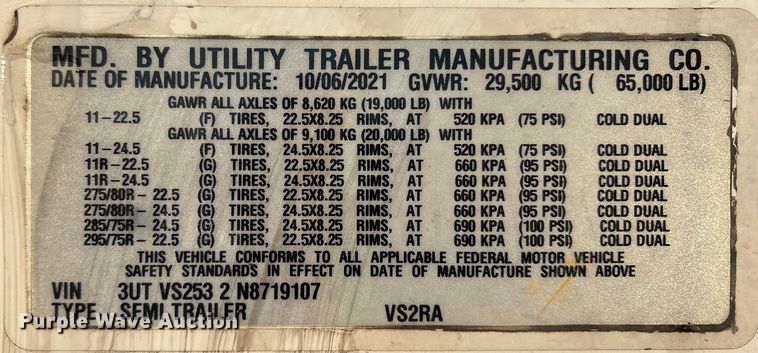 MFD. BY UTILITY TRAILER MANUFACTURING CO.
DATE OF MANUFACTURE: 10/06/2021 GVWR: 29,500 KG ( 65,000 LB)
GAWR ALL AXLES OF 8,620 KG (19,000 LB) WITH
11-22.5 (F) TIRES, 22.5X8.25 RIMS, AT 520 KPA (75 PSI) COLD DUAL
GAWR ALL AXLES OF 9,100 KG (20,000 LB) WITH
11-24.5 (F) TIRES, 24.5X8.25 RIMS, AT 520 KPA (75 PSI) COLD DUAL
11R-22.5 (G) TIRES, 22.5X8.25 RIMS, AT 660 KPA (95 PSI) COLD DUAL
11R-24.5 (G) TIRES, 24.5X8.25 RIMS, AT 660 KPA (95 PSI) COLD DUAL
275/80R-22.5 (G) TIRES, 22.5X8.25 RIMS, AT 660 KPA (95 PSI) COLD DUAL
275/80R-24.5 (G) TIRES, 24.5X8.25 RIMS, AT 660 KPA (95 PSI) COLD DUAL
285/75R-24.5 (G) TIRES, 24.5X8.25 RIMS, AT 690 KPA (100 PSI) COLD DUAL
295/75R-22.5 (G) TIRES, 22.5X8.25 RIMS, AT 690 KPA (100 PSI) COLD DUAL
THIS VEHICLE CONFORMS TO ALL APPLICABLE FEDERAL MOTOR VEHICLE
SAFETY STANDARDS IN EFFECT ON DATE OF MANUFACTURE SHOWN ABOVE
VIN 3UT VS253 2 N8719107
TYPE SEMI TRAILER VS2RA
Purple Wave Auction